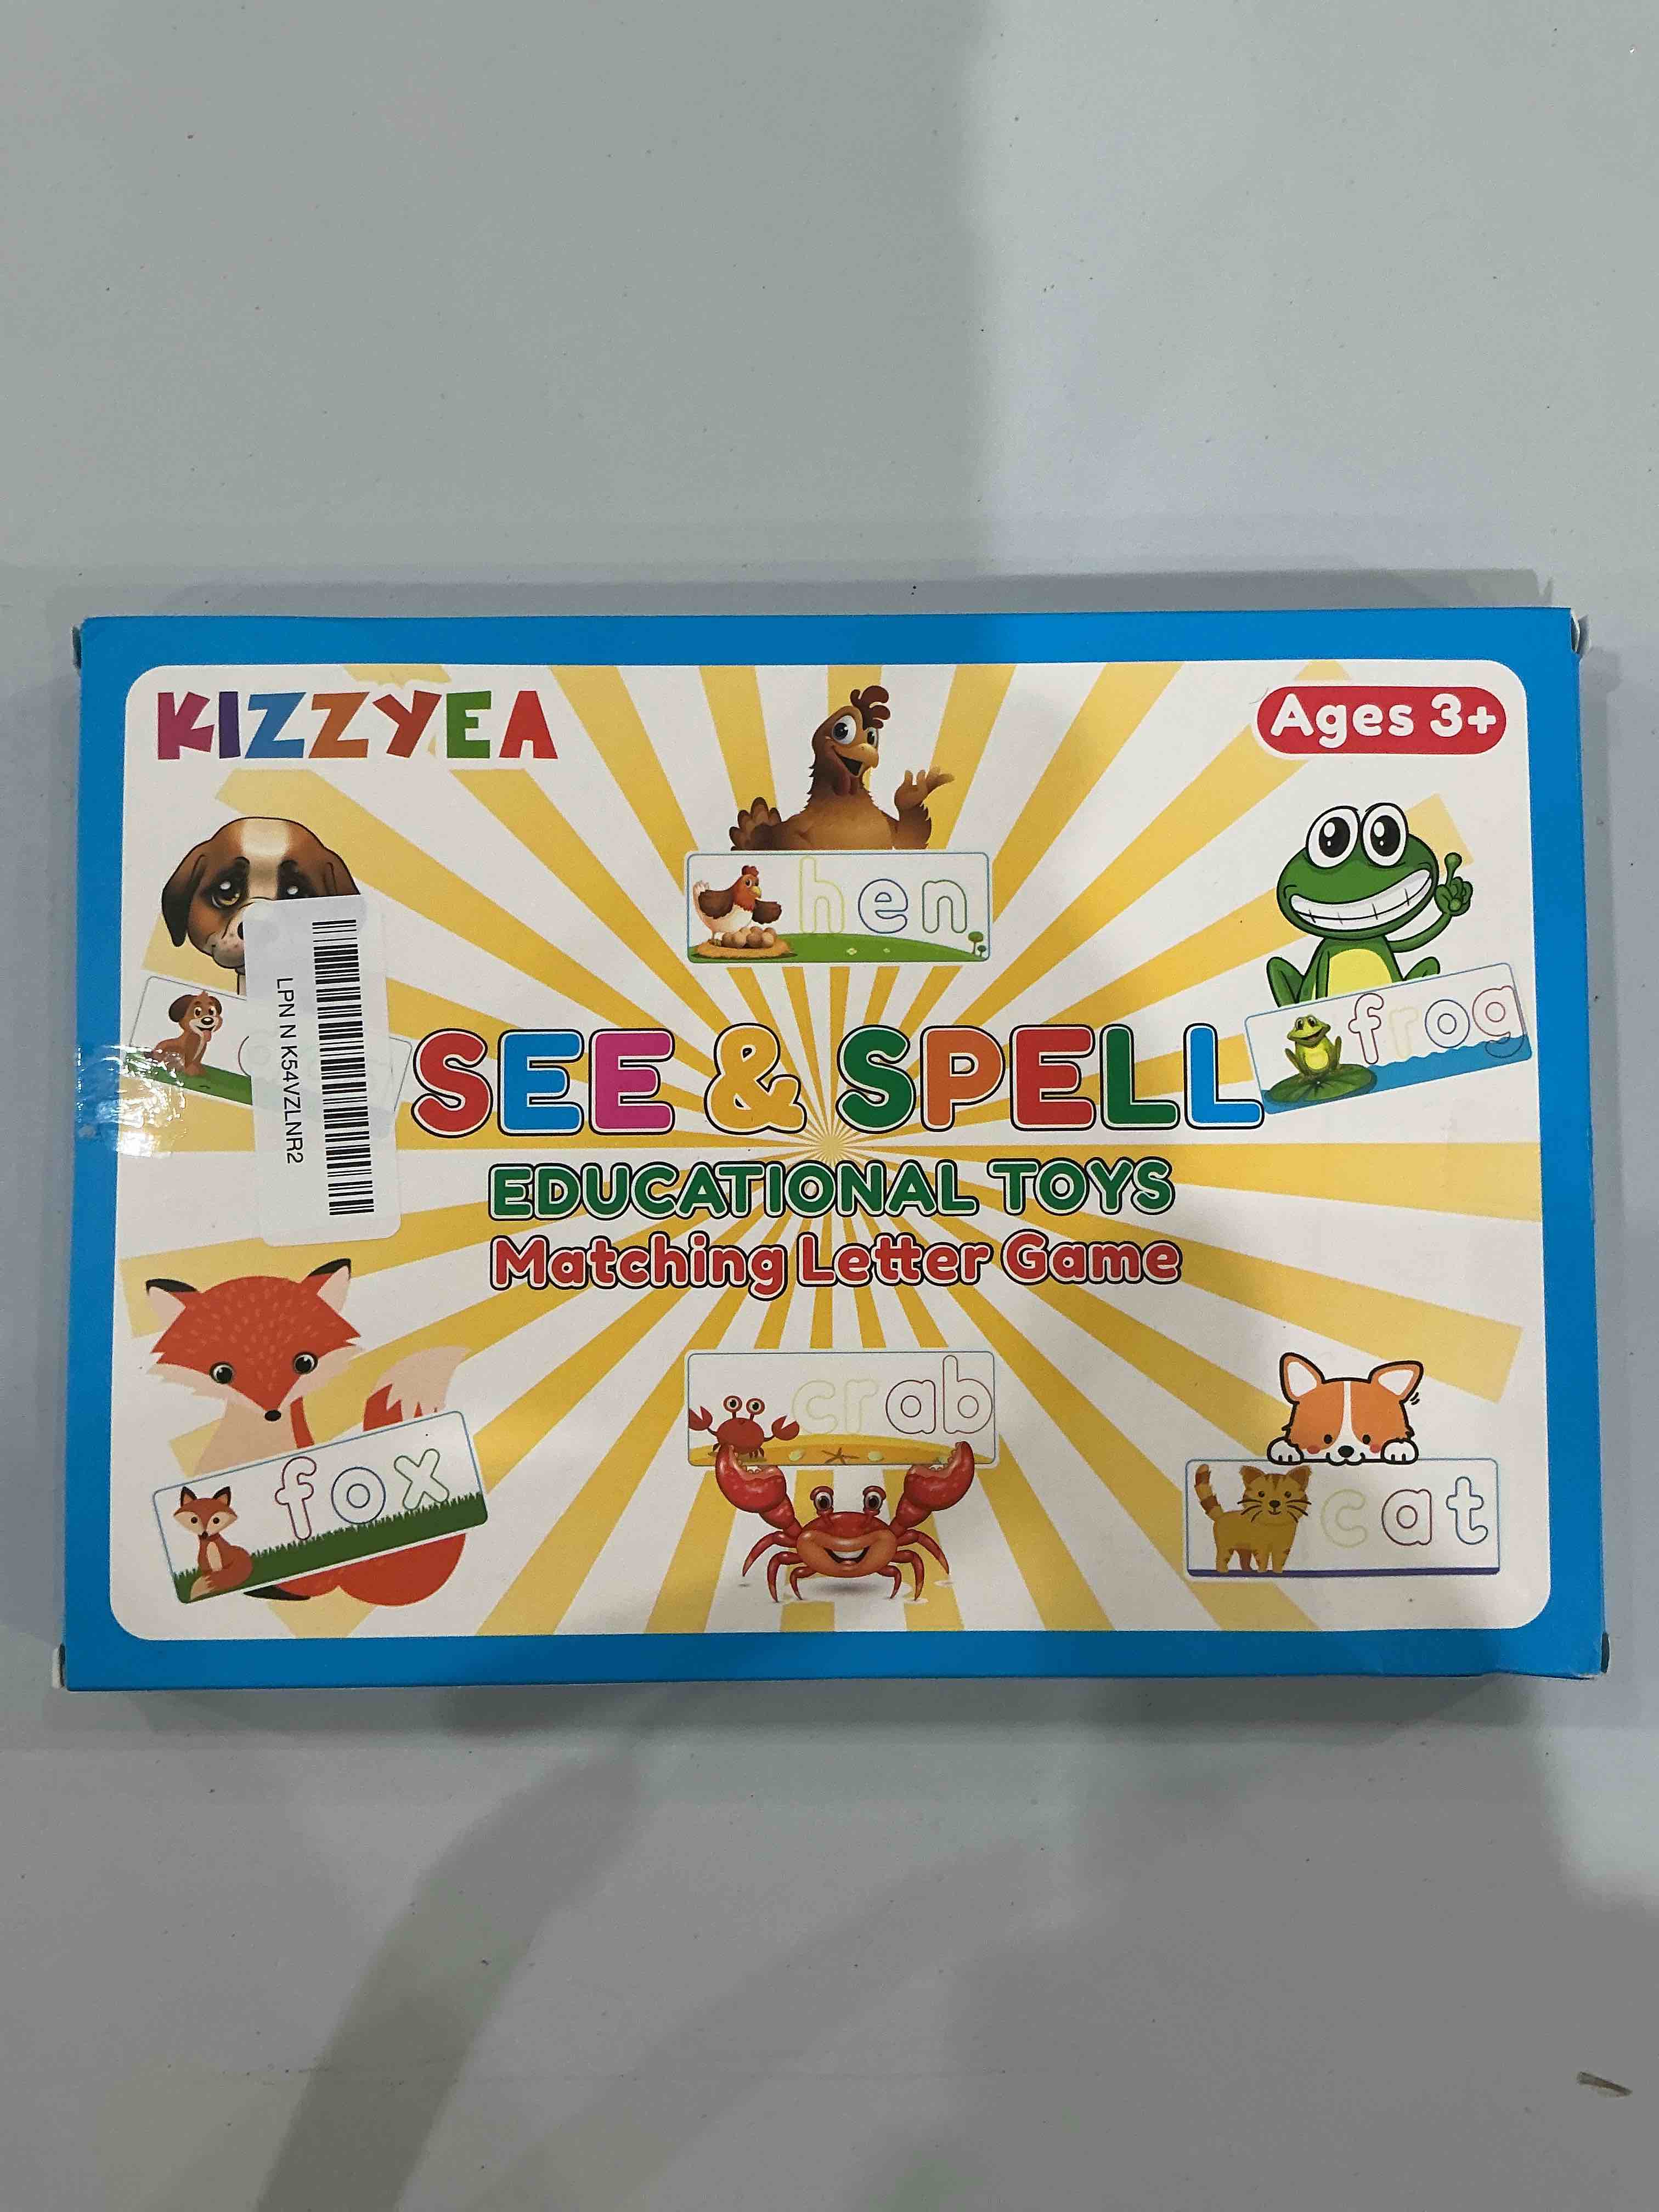 KIZZYEA
Ages 3+
hen
frog
LPN N K54VZLNR2
SEE & SPELL
EDUCATIONAL TOYS
Matching Letter Game
fox
crab
cat